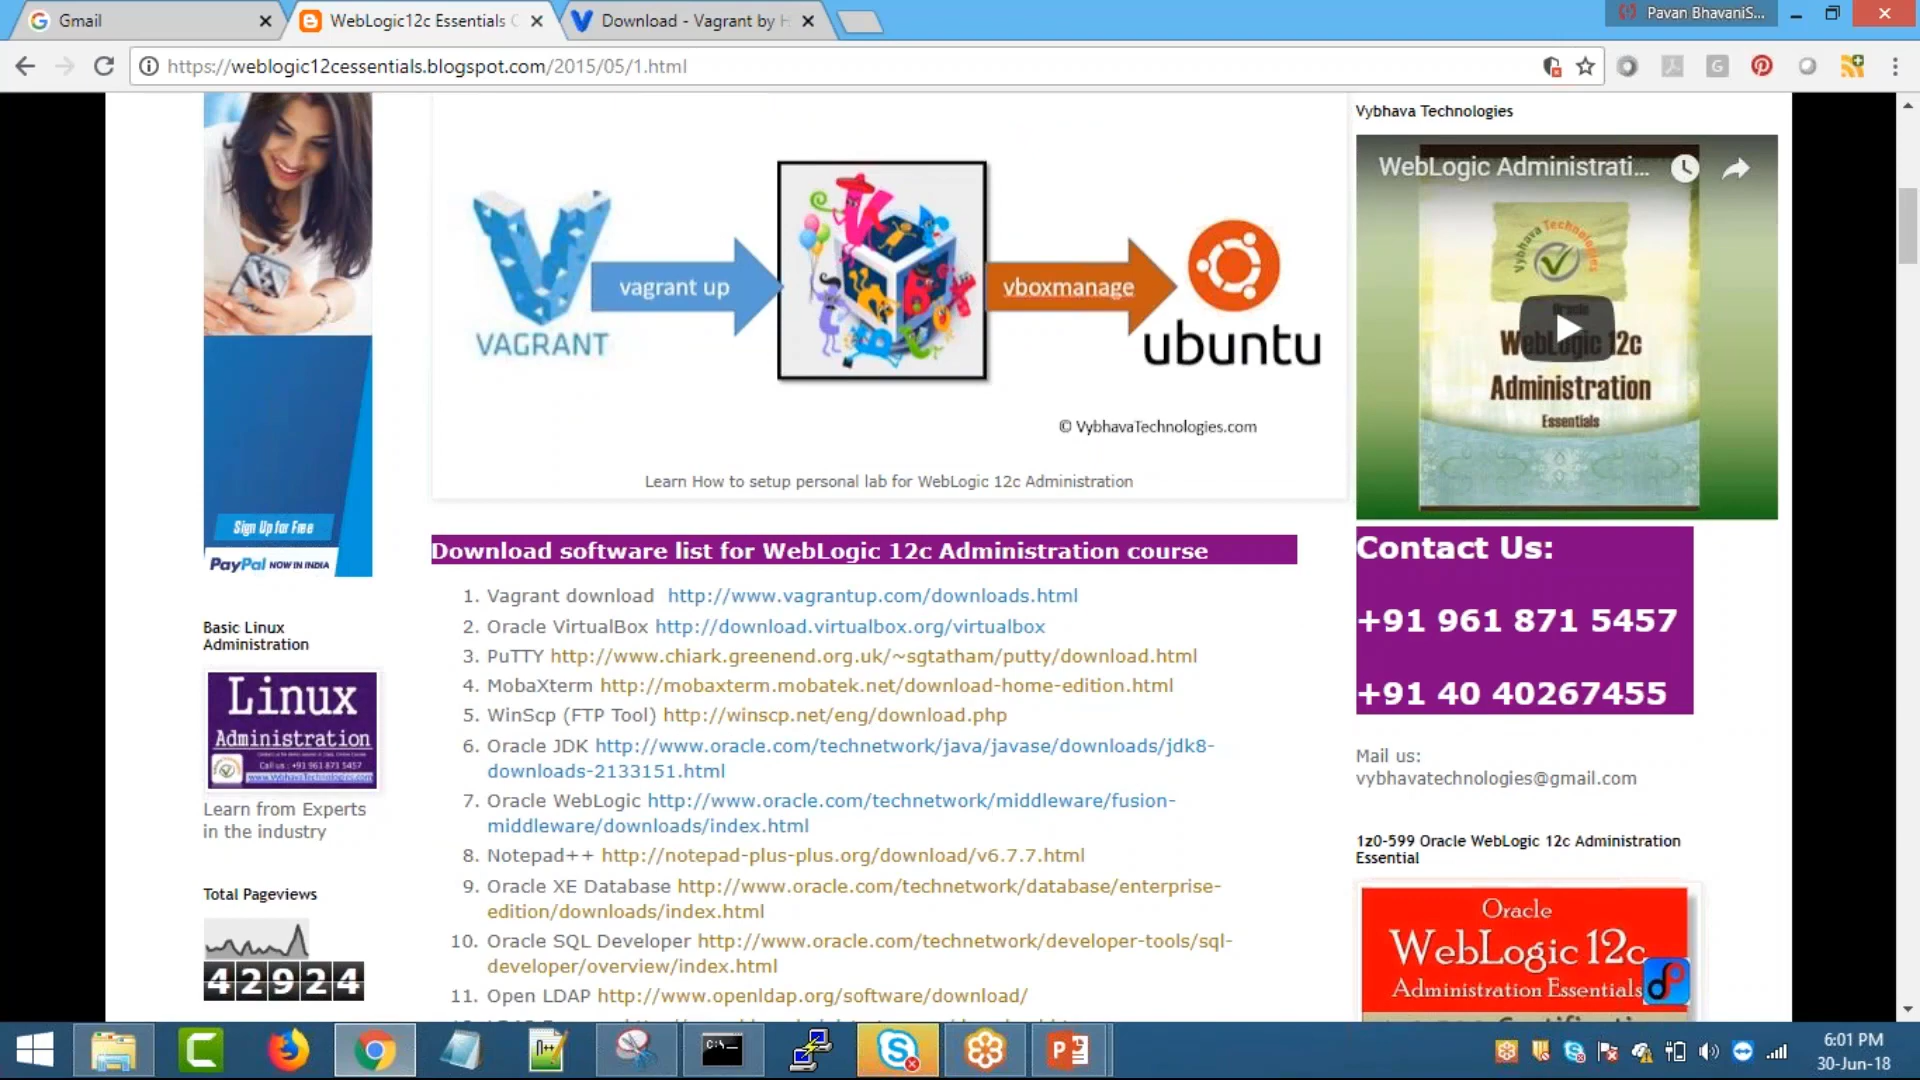 Gmail
WebLogic12c Essentials
Download - Vagrant by H
Pavan BhavaniS...
https://weblogic12cessentials.blogspot.com/2015/05/1.html
Sign Up for Free
PayPal NOW IN INDIA
Basic Linux
Administration
Linux
Administration
Call us : +91 961 871 5457
www.VybhavaTechnologies.com
Learn from Experts
in the industry
Total Pageviews
42924
VAGRANT
vagrant up
vboxmanage
ubuntu
© VybhavaTechnologies.com
Learn How to setup personal lab for WebLogic 12c Administration
Download software list for WebLogic 12c Administration course
1. Vagrant download http://www.vagrantup.com/downloads.html
2. Oracle VirtualBox http://download.virtualbox.org/virtualbox
3. PuTTY http://www.chiark.greenend.org.uk/~sgtatham/putty/download.html
4. MobaXterm http://mobaxterm.mobatek.net/download-home-edition.html
5. WinScp (FTP Tool) http://winscp.net/eng/download.php
6. Oracle JDK http://www.oracle.com/technetwork/java/javase/downloads/jdk8-
downloads-2133151.html
7. Oracle WebLogic http://www.oracle.com/technetwork/middleware/fusion-
middleware/downloads/index.html
8. Notepad++ http://notepad-plus-plus.org/download/v6.7.7.html
9. Oracle XE Database http://www.oracle.com/technetwork/database/enterprise-
edition/downloads/index.html
10. Oracle SQL Developer http://www.oracle.com/technetwork/developer-tools/sql-
developer/overview/index.html
11. Open LDAP http://www.openldap.org/software/download/
Vybhava Technologies
WebLogic Administrati...
Vybhava Technologies
Oracle
WebLogic 12c
Administration
Essentials
Contact Us:
+91 961 871 5457
+91 40 40267455
Mail us:
vybhavatechnologies@gmail.com
1z0-599 Oracle WebLogic 12c Administration
Essential
Oracle
WebLogic 12c
Administration Essentials
6:01 PM
30-Jun-18